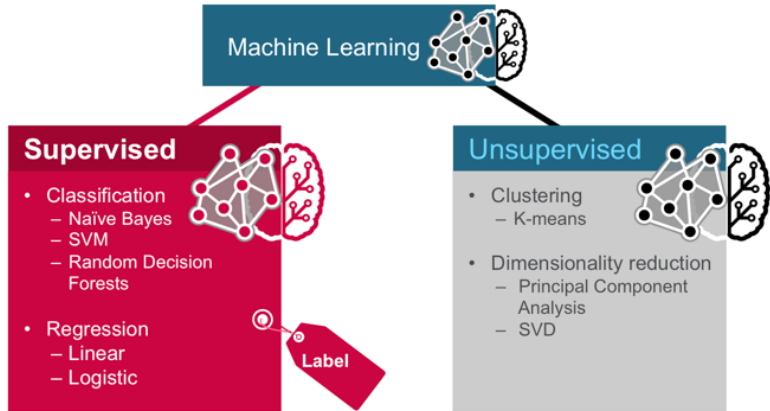 Machine Learning
Supervised
• Classification
– Naïve Bayes
– SVM
– Random Decision
Forests
• Regression
– Linear
– Logistic
Label
Unsupervised
• Clustering
– K-means
• Dimensionality reduction
– Principal Component
Analysis
– SVD